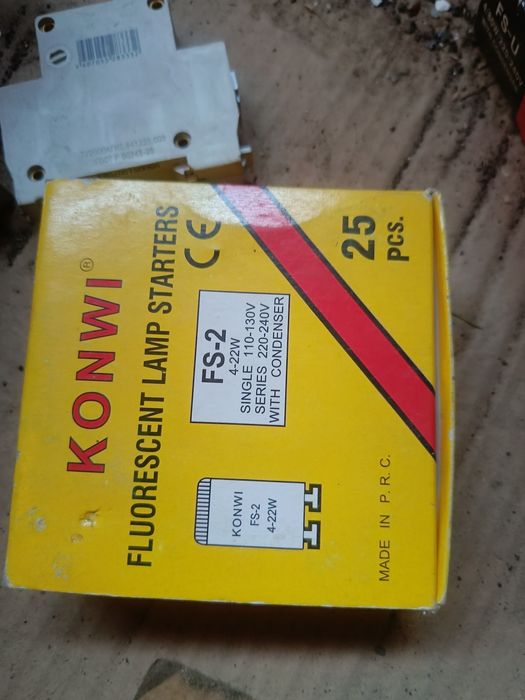 KONWI®
FLUORESCENT LAMP STARTERS
CE
FS-2
4-22W
SINGLE 110-130V
SERIES 220-240V
WITH CONDENSER
25
PCS.
KONWI
FS-2
4-22W
MADE IN P. R. C.
FS-U